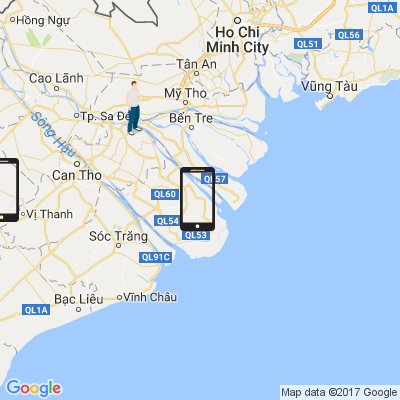 Hồng Ngự
Ho Chi
Minh City
QL1A
QL56
QL51
Tân An
Cao Lãnh
Vũng Tàu
Mỹ Tho
Tp. Sa Đé
Bến Tre
Sông Hậu
Can Tho
QL57
QL60
Vị Thanh
QL54
QL53
Sóc Trăng
QL91C
Bạc Liêu
Vĩnh Châu
QL1A
Google
Map data ©2017 Google